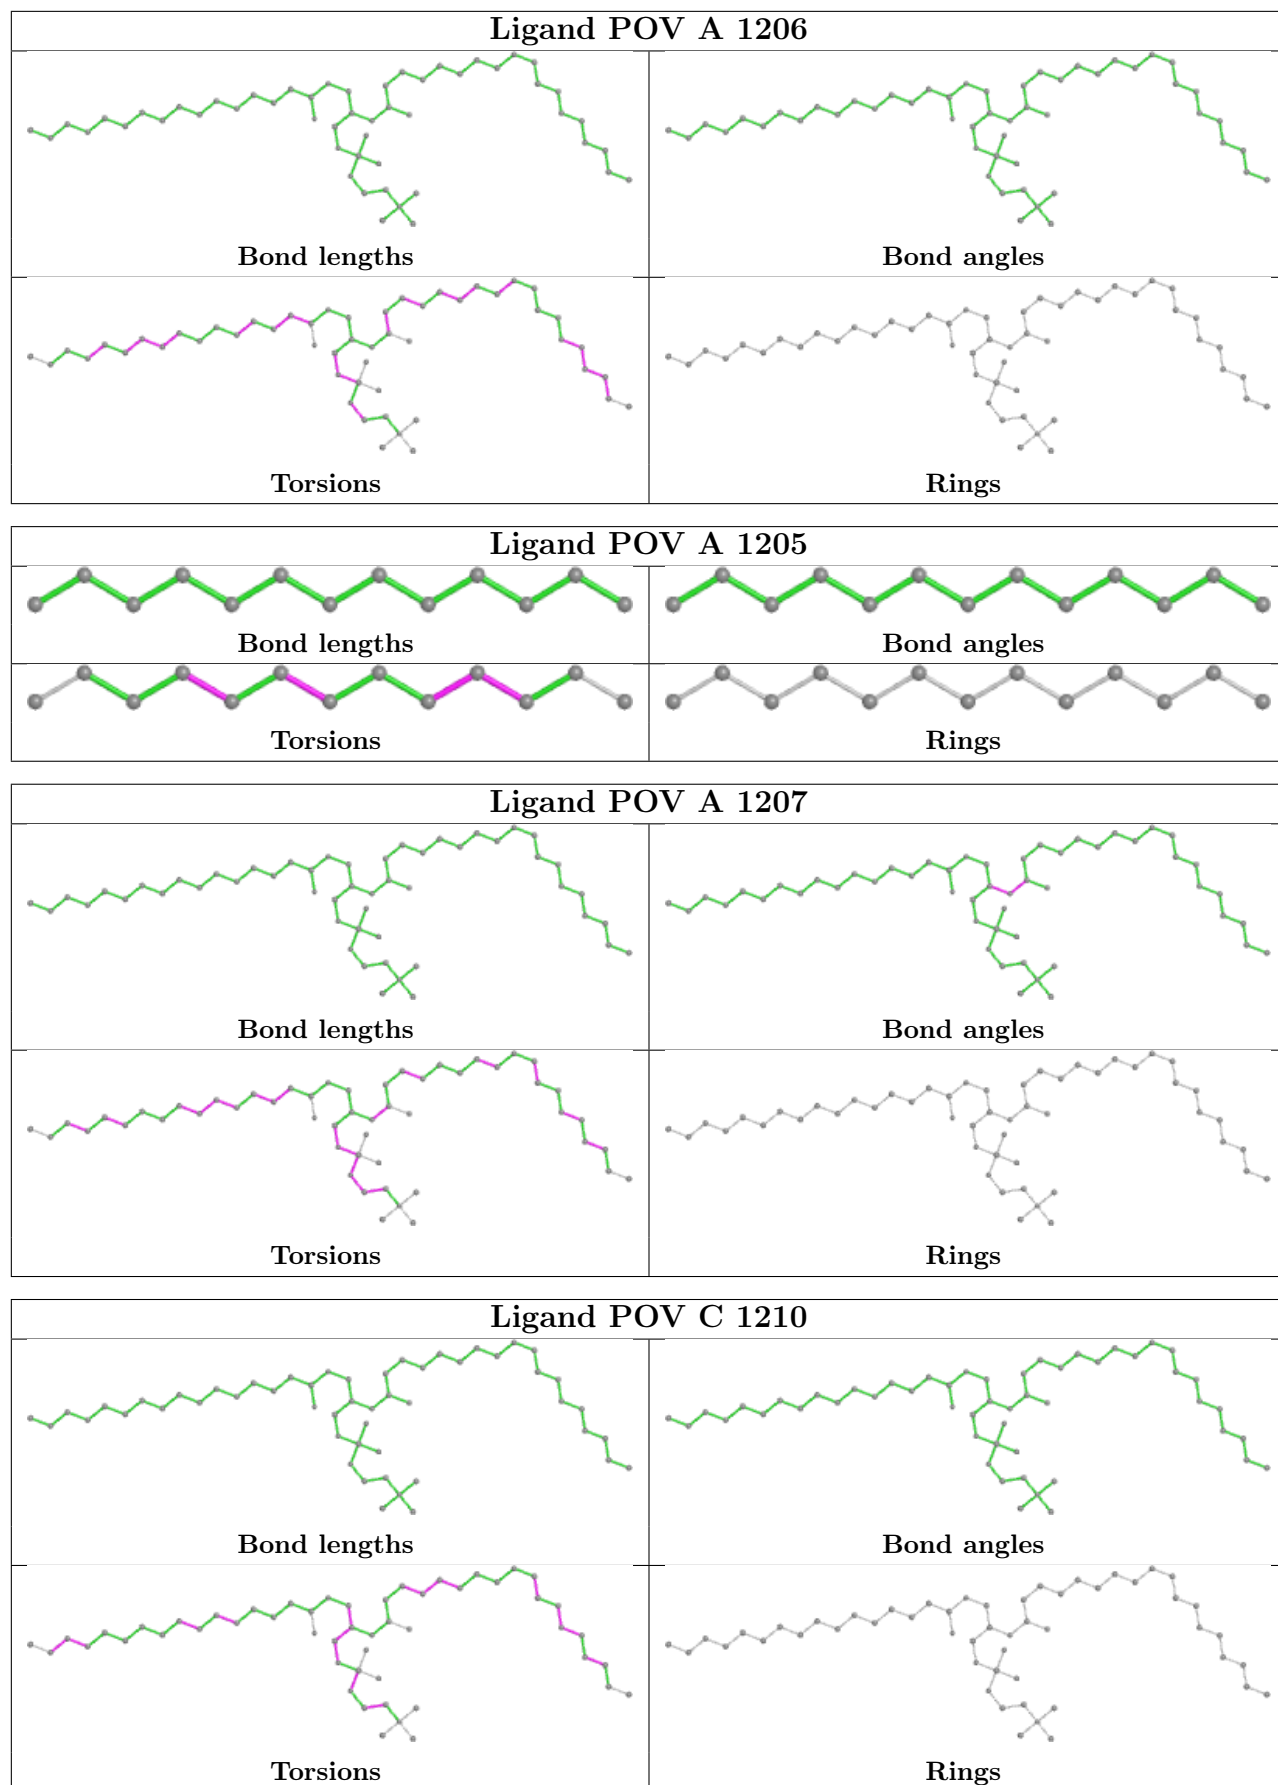 Ligand POV A 1206
Bond lengths
Bond angles
Torsions
Rings
Ligand POV A 1205
Bond lengths
Bond angles
Torsions
Rings
Ligand POV A 1207
Bond lengths
Bond angles
Torsions
Rings
Ligand POV C 1210
Bond lengths
Bond angles
Torsions
Rings